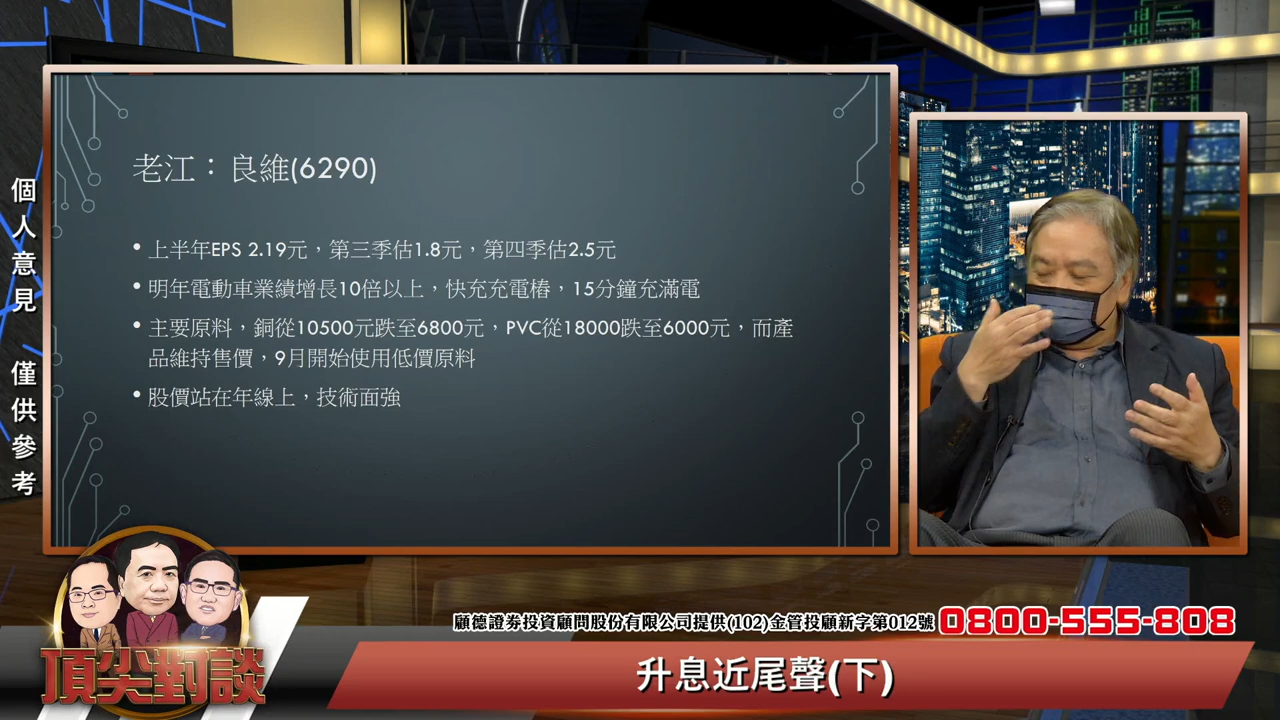 個人意見 僅供參考
老江：良維(6290)
• 上半年EPS 2.19元，第三季估1.8元，第四季估2.5元
• 明年電動車業績增長10倍以上，快充充電樁，15分鐘充滿電
• 主要原料，銅從10500元跌至6800元，PVC從18000跌至6000元，而產
品維持售價，9月開始使用低價原料
• 股價站在年線上，技術面強
顧德證券投資顧問股份有限公司提供(102)金管投顧新字第012號 0800-555-808
頂尖對談
升息近尾聲(下)